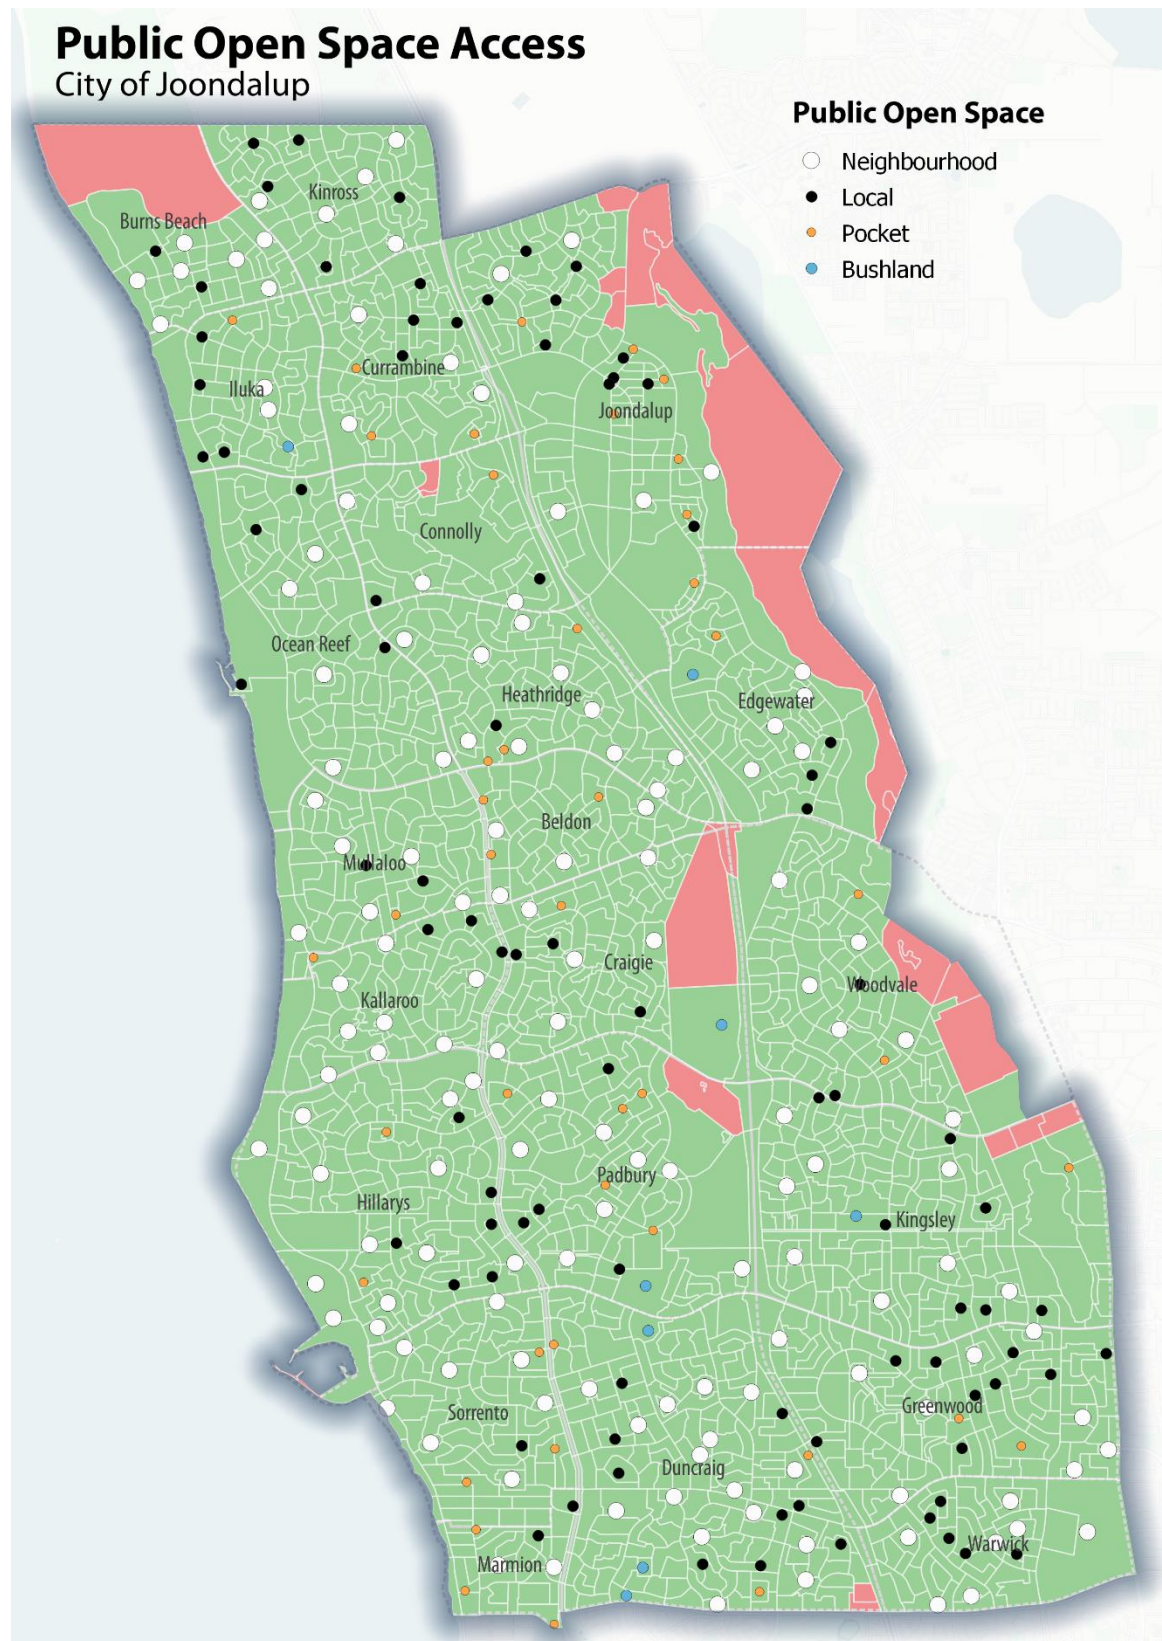 Public Open Space Access
City of Joondalup
Public Open Space
Neighbourhood
Local
Pocket
Bushland
Kinross
Burns Beach
Currambine
Iluka
Joondalup
Connolly
Ocean Reef
Heathridge
Edgewater
Beldon
Mullaloo
Craigie
Woodvale
Kallaroo
Padbury
Hillarys
Kingsley
Greenwood
Sorrento
Duncraig
Warwick
Marmion